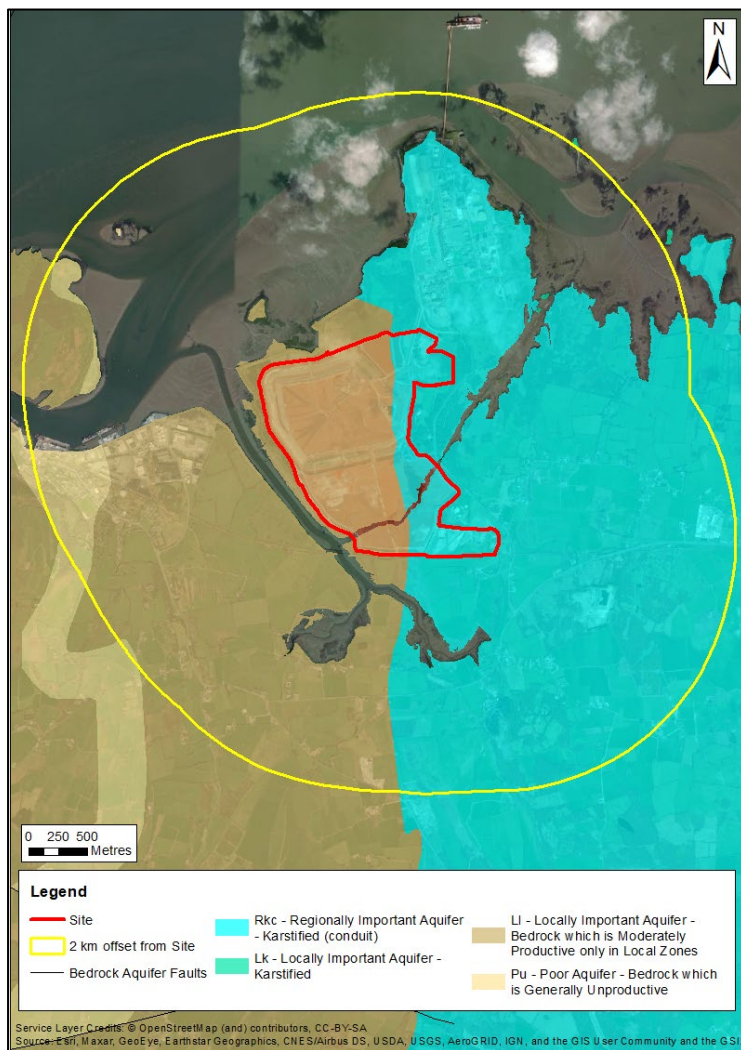 N
0 250 500
Metres
Legend
Site
2 km offset from Site
Bedrock Aquifer Faults
Rkc - Regionally Important Aquifer
- Karstified (conduit)
Lk - Locally Important Aquifer -
Karstified
Ll - Locally Important Aquifer -
Bedrock which is Moderately
Productive only in Local Zones
Pu - Poor Aquifer - Bedrock which
is Generally Unproductive
Service Layer Credits: © OpenStreetMap (and) contributors, CC-BY-SA
Source: Esri, Maxar, GeoEye, Earthstar Geographics, CNES/Airbus DS, USDA, USGS, AeroGRID, IGN, and the GIS User Community and the GSI